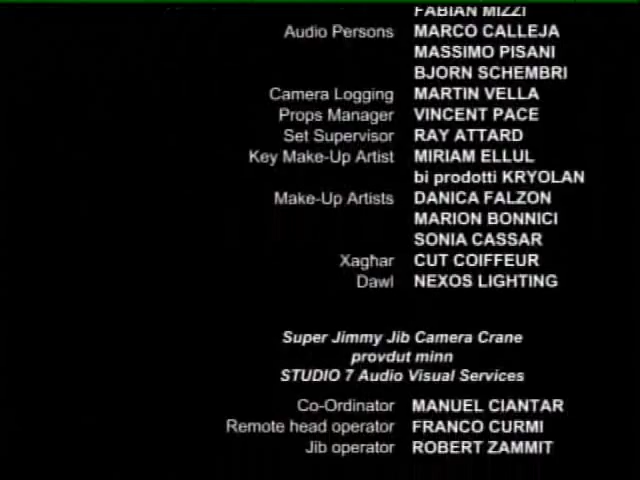 FABIAN MIZZI
Audio Persons MARCO CALLEJA
MASSIMO PISANI
BJORN SCHEMBRI
Camera Logging MARTIN VELLA
Props Manager VINCENT PACE
Set Supervisor RAY ATTARD
Key Make-Up Artist MIRIAM ELLUL
bi prodotti KRYOLAN
Make-Up Artists DANICA FALZON
MARION BONNICI
SONIA CASSAR
Xagħar CUT COIFFEUR
Dawl NEXOS LIGHTING
Super Jimmy Jib Camera Crane
provdut minn
STUDIO 7 Audio Visual Services
Co-Ordinator MANUEL CIANTAR
Remote head operator FRANCO CURMI
Jib operator ROBERT ZAMMIT